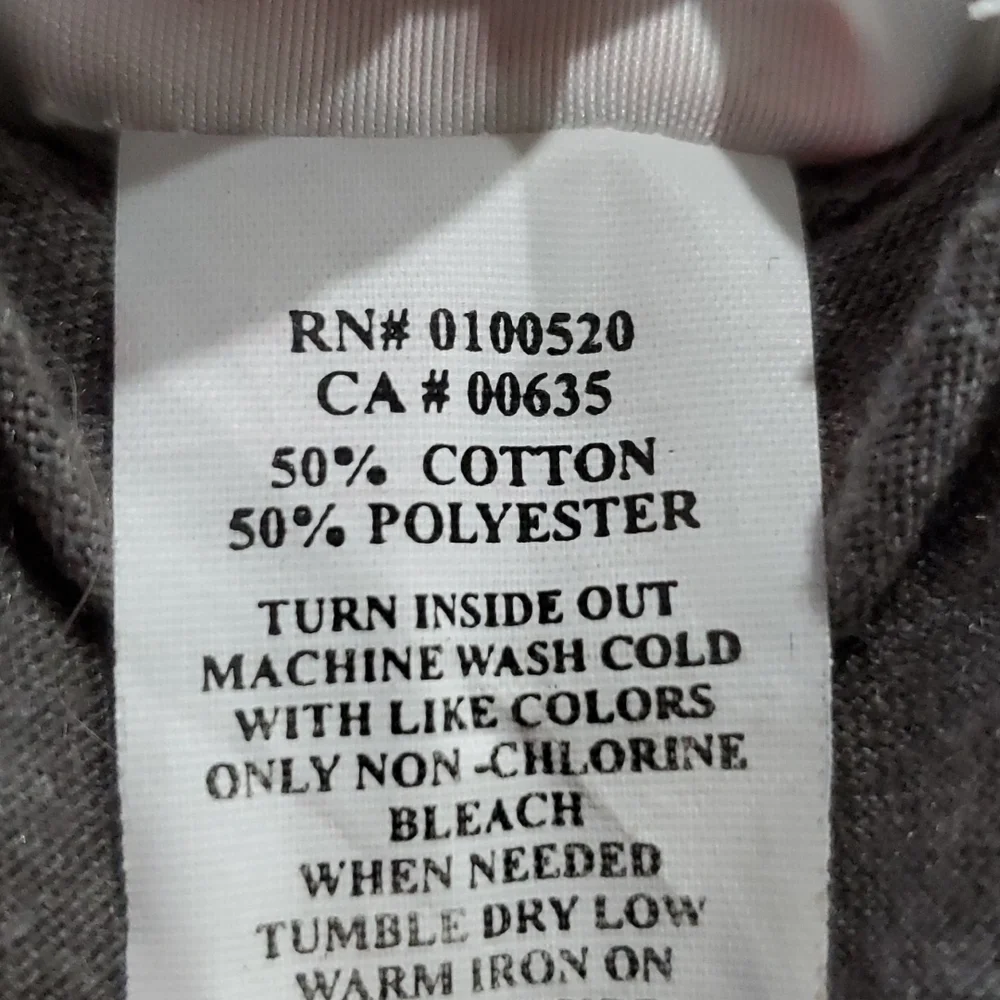 RN# 0100520
CA # 00635
50% COTTON
50% POLYESTER
TURN INSIDE OUT
MACHINE WASH COLD
WITH LIKE COLORS
ONLY NON-CHLORINE
BLEACH
WHEN NEEDED
TUMBLE DRY LOW
WARM IRON ON